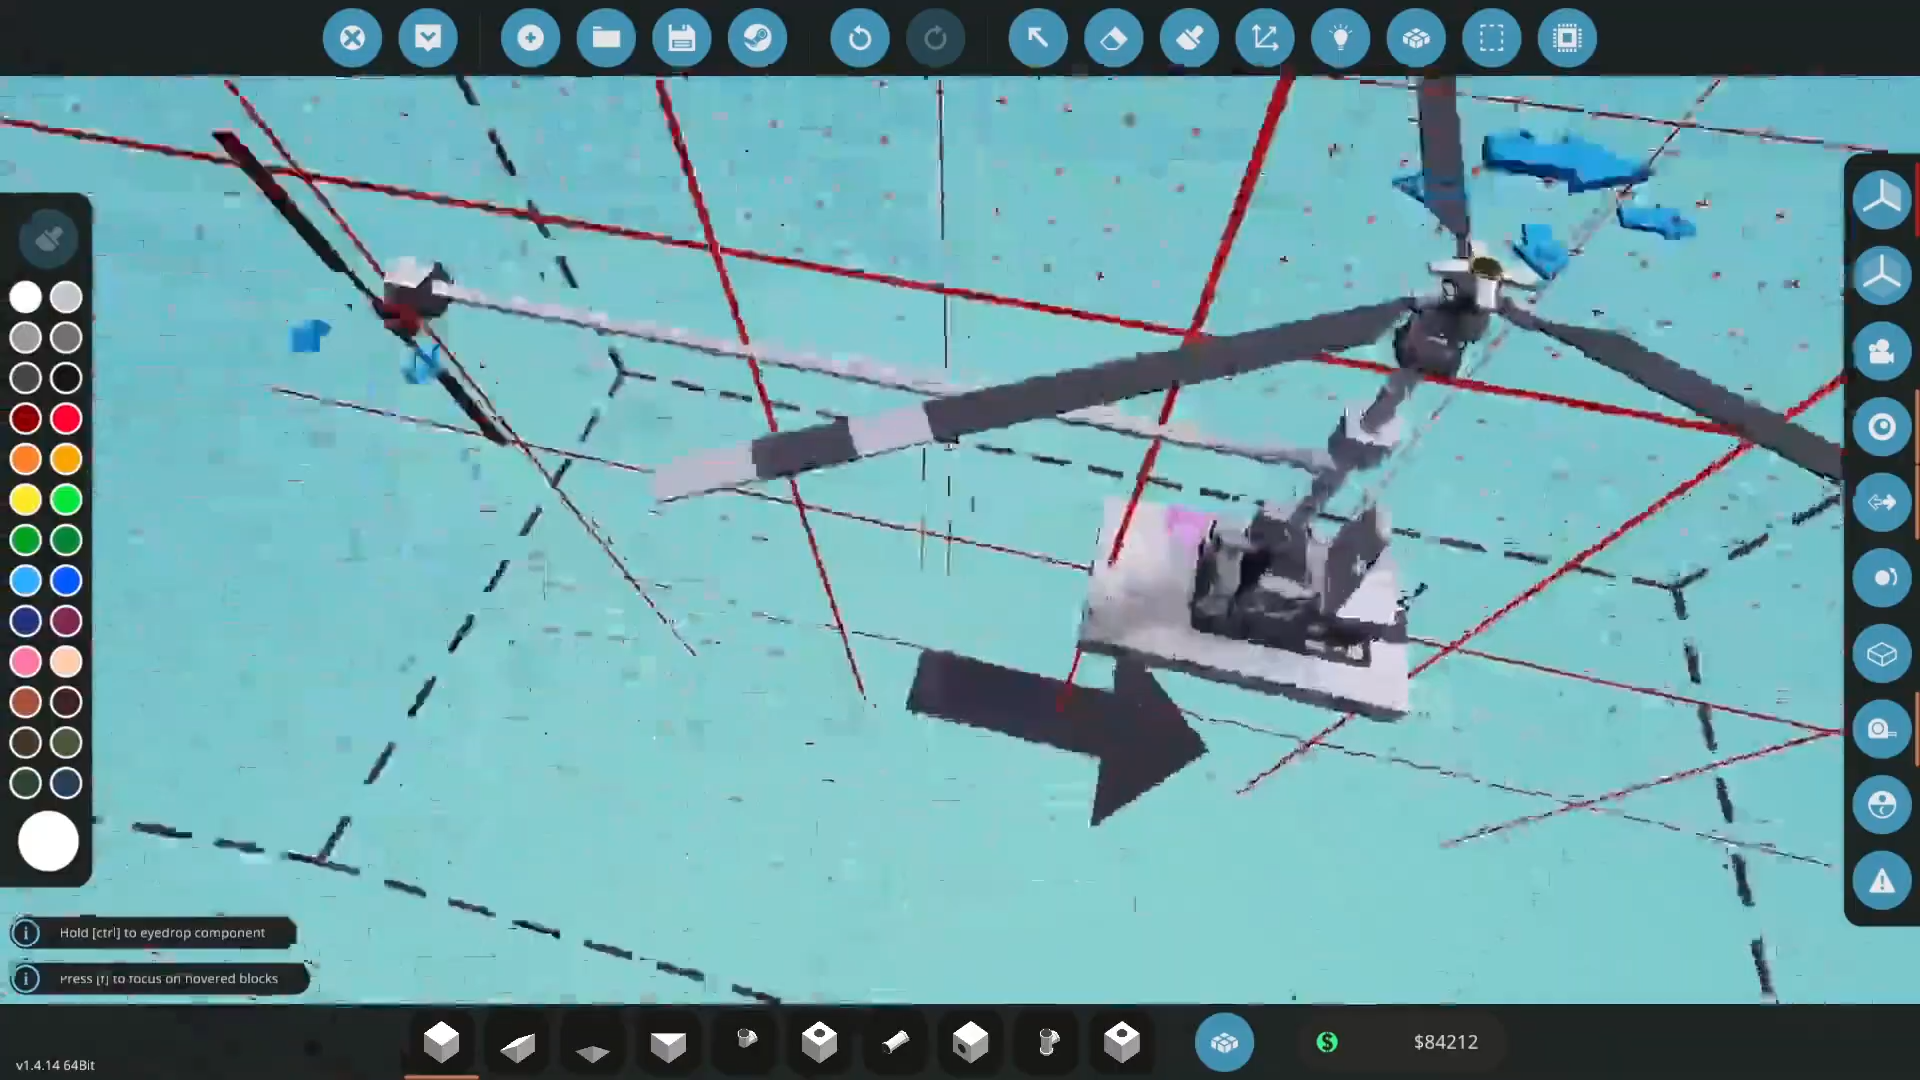 Hold [ctrl] to eyedrop component
Press [f] to focus on hovered blocks
$84212
v1.4.14 64Bit